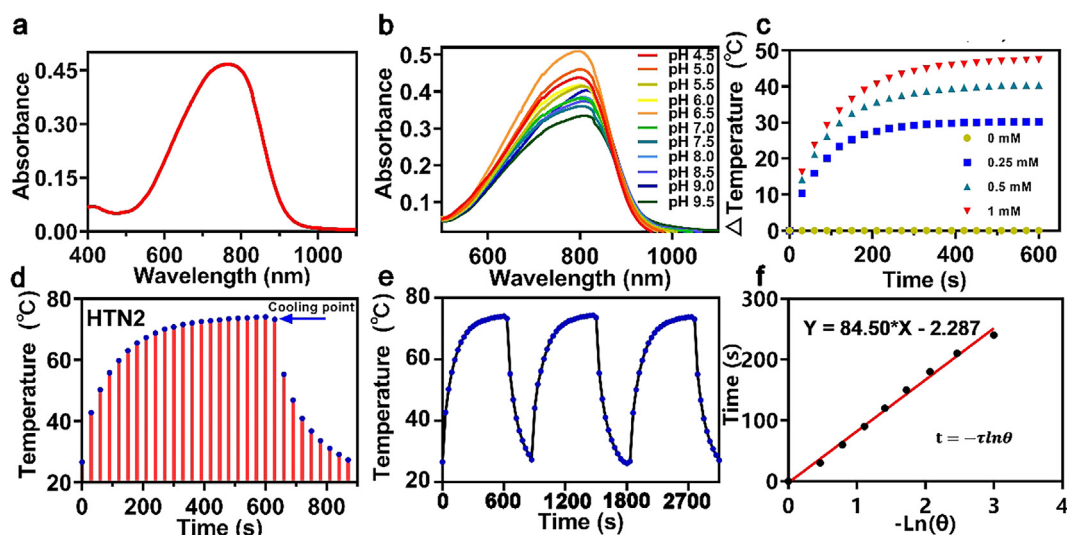 a
Absorbance
0.45
0.30
0.15
0.00
400
600
800
1000
Wavelength (nm)
b
Absorbance
0.5
0.4
0.3
0.2
0.1
600
800
1000
Wavelength (nm)
pH 4.5
pH 5.0
pH 5.5
pH 6.0
pH 6.5
pH 7.0
pH 7.5
pH 8.0
pH 8.5
pH 9.0
pH 9.5
c
△Temperature (℃)
50
40
30
20
10
0
0
100
200
300
400
500
600
700
Time (s)
0 mM
0.25 mM
0.5 mM
1 mM
d
Temperature (℃)
80
60
40
20
0
200
400
600
800
Time (s)
HTN2
Cooling point
e
Temperature (℃)
80
60
40
20
0
600
1200
1800
2700
Time (s)
f
Time (s)
300
200
100
0
0
1
2
3
4
-Ln(θ)
Y = 84.50*X - 2.287
t = −τlnθ